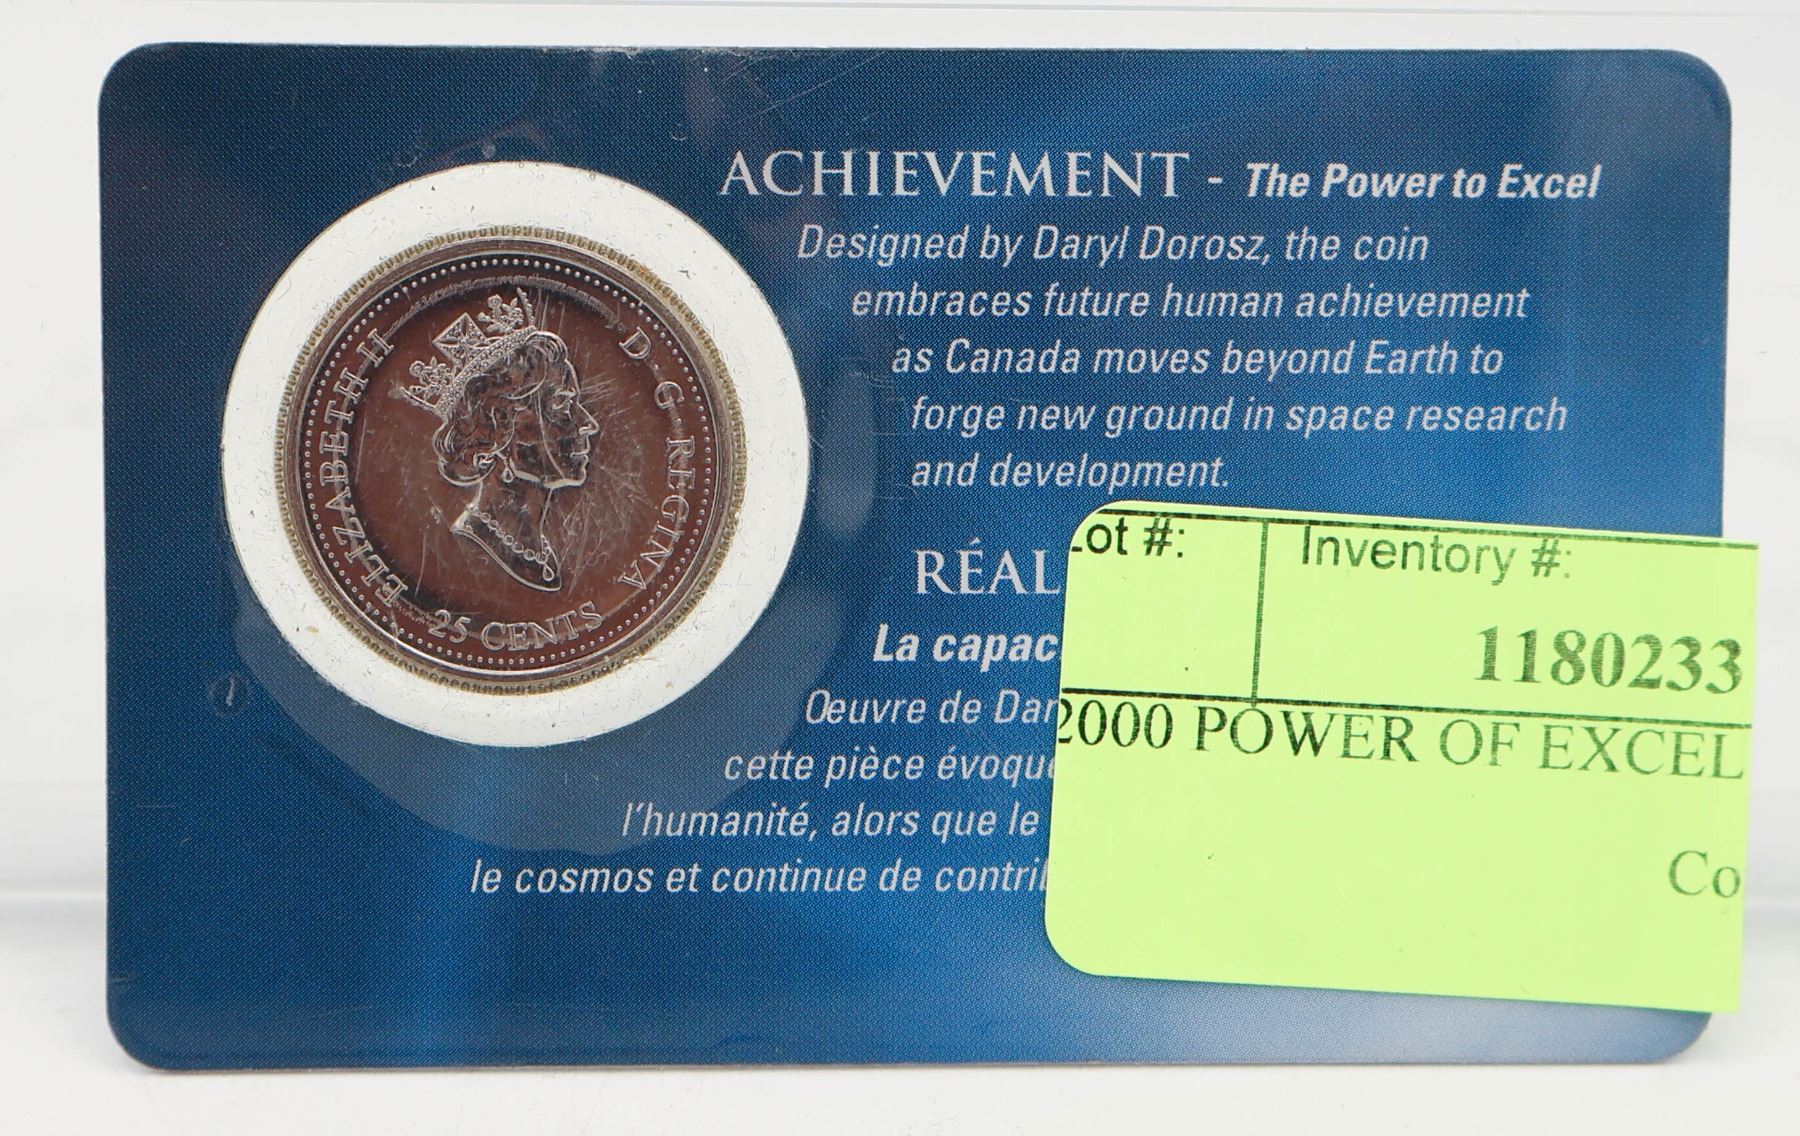 ACHIEVEMENT - The Power to Excel
Designed by Daryl Dorosz, the coin
embraces future human achievement
as Canada moves beyond Earth to
forge new ground in space research
and development.
RÉAL
La capac
Oeuvre de Dar
cette pièce évoqu
l'humanité, alors que le
le cosmos et continue de contri
ELIZABETH II D·G·REGINA
25 CENTS
Lot #:
Inventory #:
1180233
2000 POWER OF EXCEL
Co